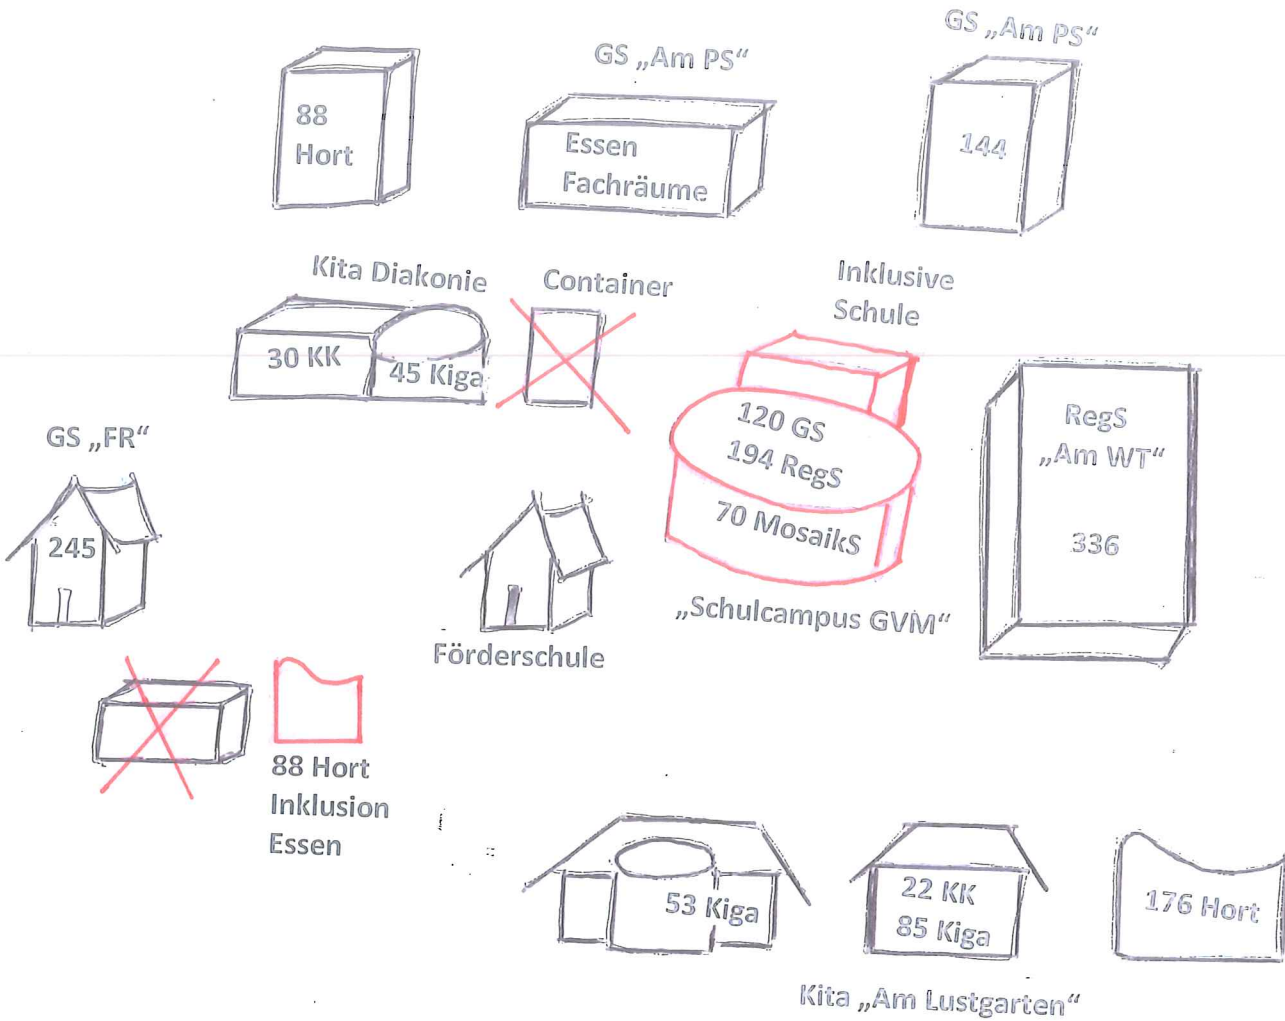 GS „Am PS“
GS „Am PS“
88
Hort
Essen
Fachräume
144
Kita Diakonie
Container
Inklusive
Schule
30 KK
45 Kiga
120 GS
194 RegS
70 MosaikS
„Schulcampus GVM“
RegS
„Am WT“
336
GS „FR“
245
Förderschule
88 Hort
Inklusion
Essen
53 Kiga
22 KK
85 Kiga
176 Hort
Kita „Am Lustgarten“